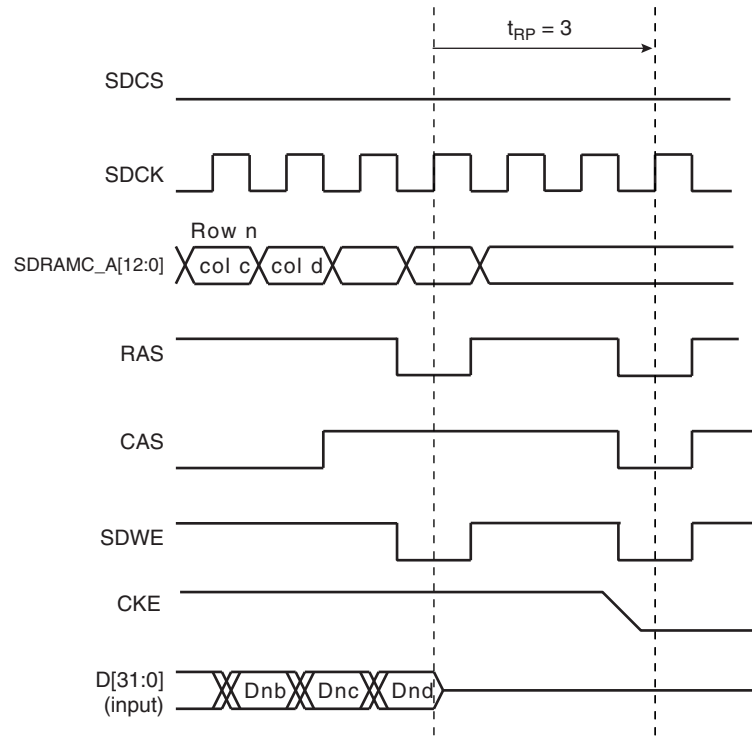 tRP = 3
SDCS
SDCK
Row n
SDRAMC_A[12:0]
col c
col d
RAS
CAS
SDWE
CKE
D[31:0]
(input)
Dnb
Dnc
Dnd